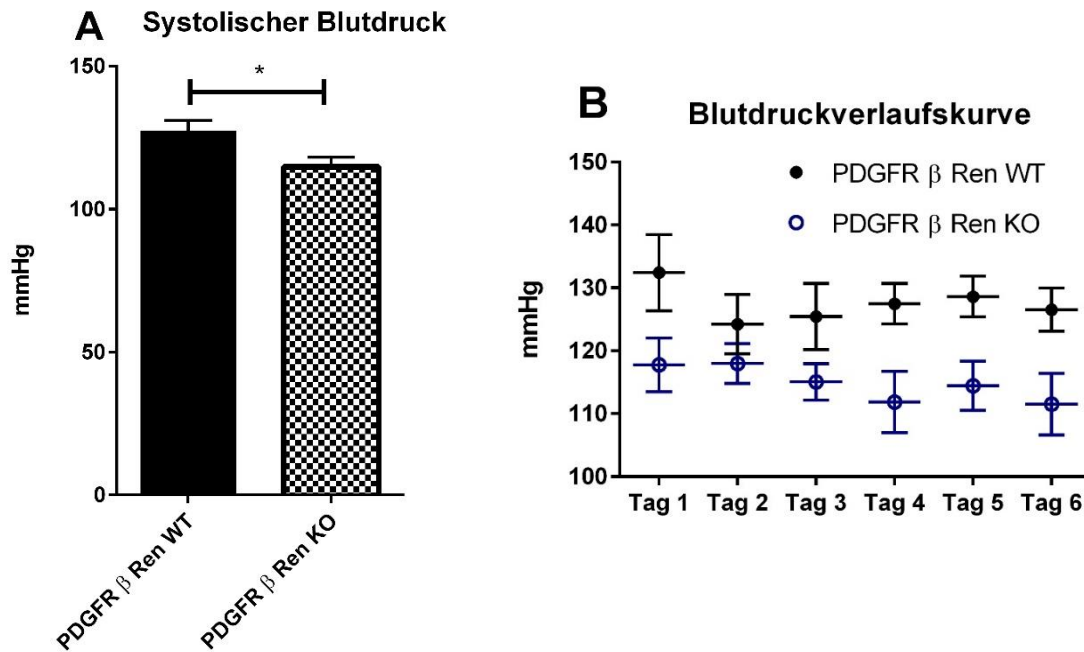 A
Systolischer Blutdruck
mmHg
150
100
50
0
*
PDGFR β Ren WT
PDGFR β Ren KO
B
Blutdruckverlaufskurve
mmHg
150
140
130
120
110
100
PDGFR β Ren WT
PDGFR β Ren KO
Tag 1 Tag 2 Tag 3 Tag 4 Tag 5 Tag 6